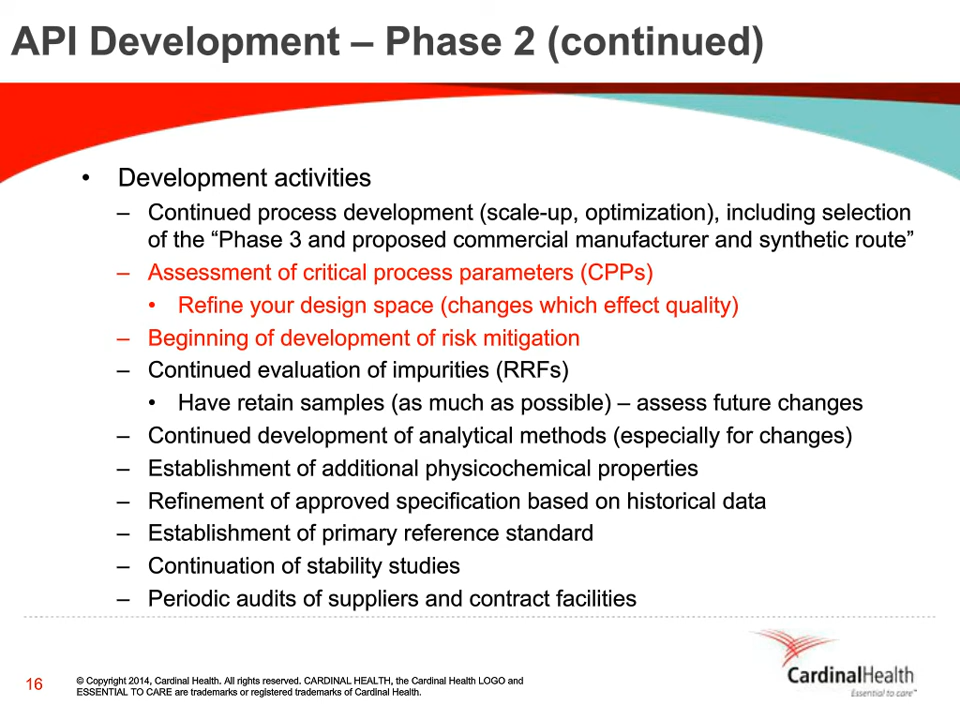 API Development – Phase 2 (continued)
• Development activities
– Continued process development (scale-up, optimization), including selection
of the “Phase 3 and proposed commercial manufacturer and synthetic route”
– Assessment of critical process parameters (CPPs)
• Refine your design space (changes which effect quality)
– Beginning of development of risk mitigation
– Continued evaluation of impurities (RRFs)
• Have retain samples (as much as possible) – assess future changes
– Continued development of analytical methods (especially for changes)
– Establishment of additional physicochemical properties
– Refinement of approved specification based on historical data
– Establishment of primary reference standard
– Continuation of stability studies
– Periodic audits of suppliers and contract facilities
16
© Copyright 2014, Cardinal Health. All rights reserved. CARDINAL HEALTH, the Cardinal Health LOGO and
ESSENTIAL TO CARE are trademarks or registered trademarks of Cardinal Health.
CardinalHealth
Essential to care™